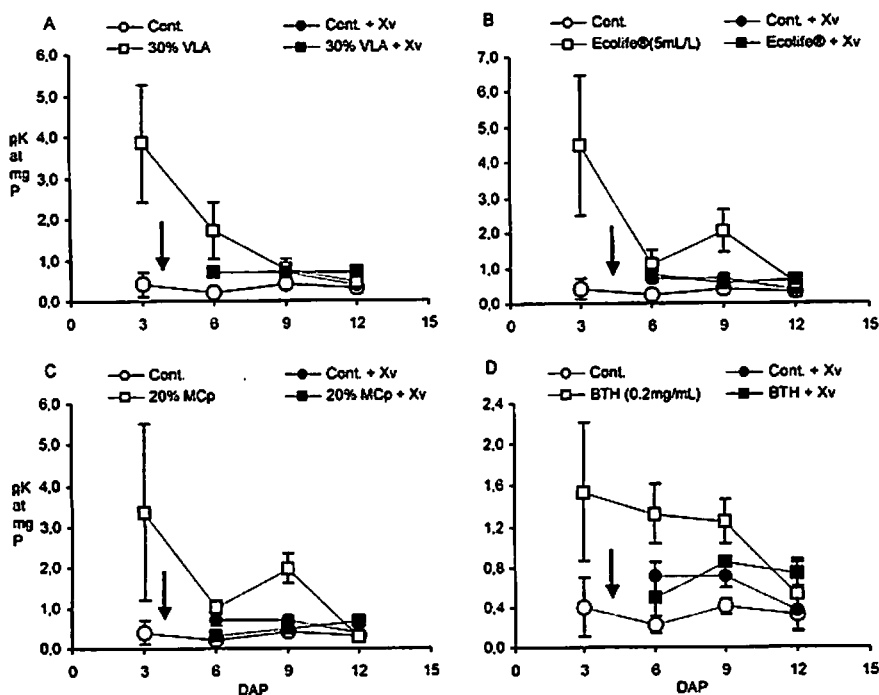 A
Cont.
Cont. + Xv
30% VLA
30% VLA + Xv
6,0
5,0
4,0
3,0
2,0
1,0
0,0
ρK
at
mg
P
0 3 6 9 12 15
B
Cont.
Cont. + Xv
Ecolife®(5mL/L)
Ecolife® + Xv
7,0
6,0
5,0
4,0
3,0
2,0
1,0
0,0
0 3 6 9 12 15
C
Cont.
Cont. + Xv
20% MCp
20% MCp + Xv
6,0
5,0
4,0
3,0
2,0
1,0
0,0
ρK
at
mg
P
0 3 6 9 12 15
DAP
D
Cont.
Cont. + Xv
BTH (0.2mg/mL)
BTH + Xv
2,4
2,0
1,6
1,2
0,8
0,4
0,0
0 3 6 9 12 15
DAP